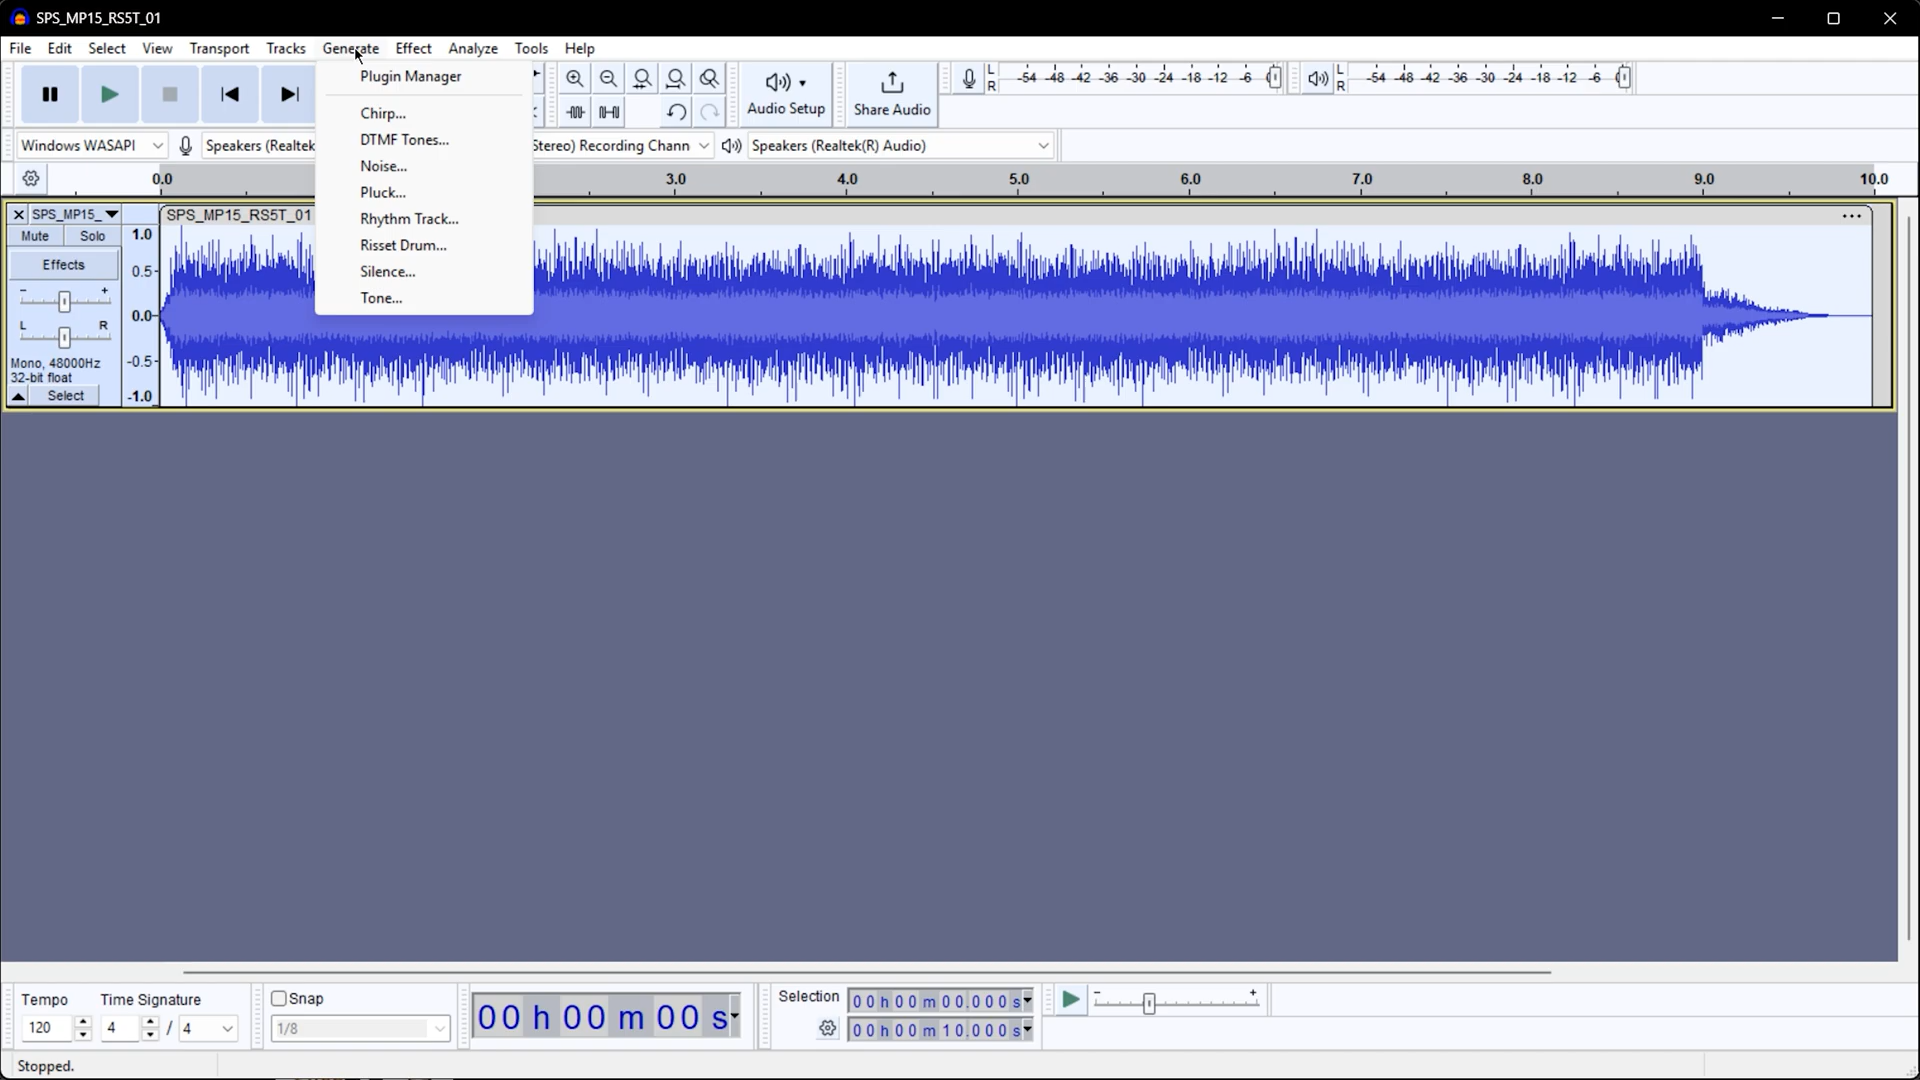 SPS_MP15_RS5T_01
File Edit Select View Transport Tracks Generate Effect Analyze Tools Help
Plugin Manager
Chirp...
DTMF Tones...
Noise...
Pluck...
Rhythm Track...
Risset Drum...
Silence...
Tone...
Audio Setup
Share Audio
L R -54 -48 -42 -36 -30 -24 -18 -12 -6 0
L R -54 -48 -42 -36 -30 -24 -18 -12 -6 0
Windows WASAPI Speakers (Realtek Stereo) Recording Chann Speakers (Realtek(R) Audio)
0.0 3.0 4.0 5.0 6.0 7.0 8.0 9.0 10.0
SPS_MP15_ SPS_MP15_RS5T_01
Mute Solo
Effects
- +
L R
Mono, 48000Hz
32-bit float
Select
1.0
0.5
0.0
-0.5
-1.0
Tempo Time Signature
120 4 / 4
Snap
1/8
00 h 00 m 00 s
Selection 00 h 00 m 00.000 s
00 h 00 m 10.000 s
- +
Stopped.